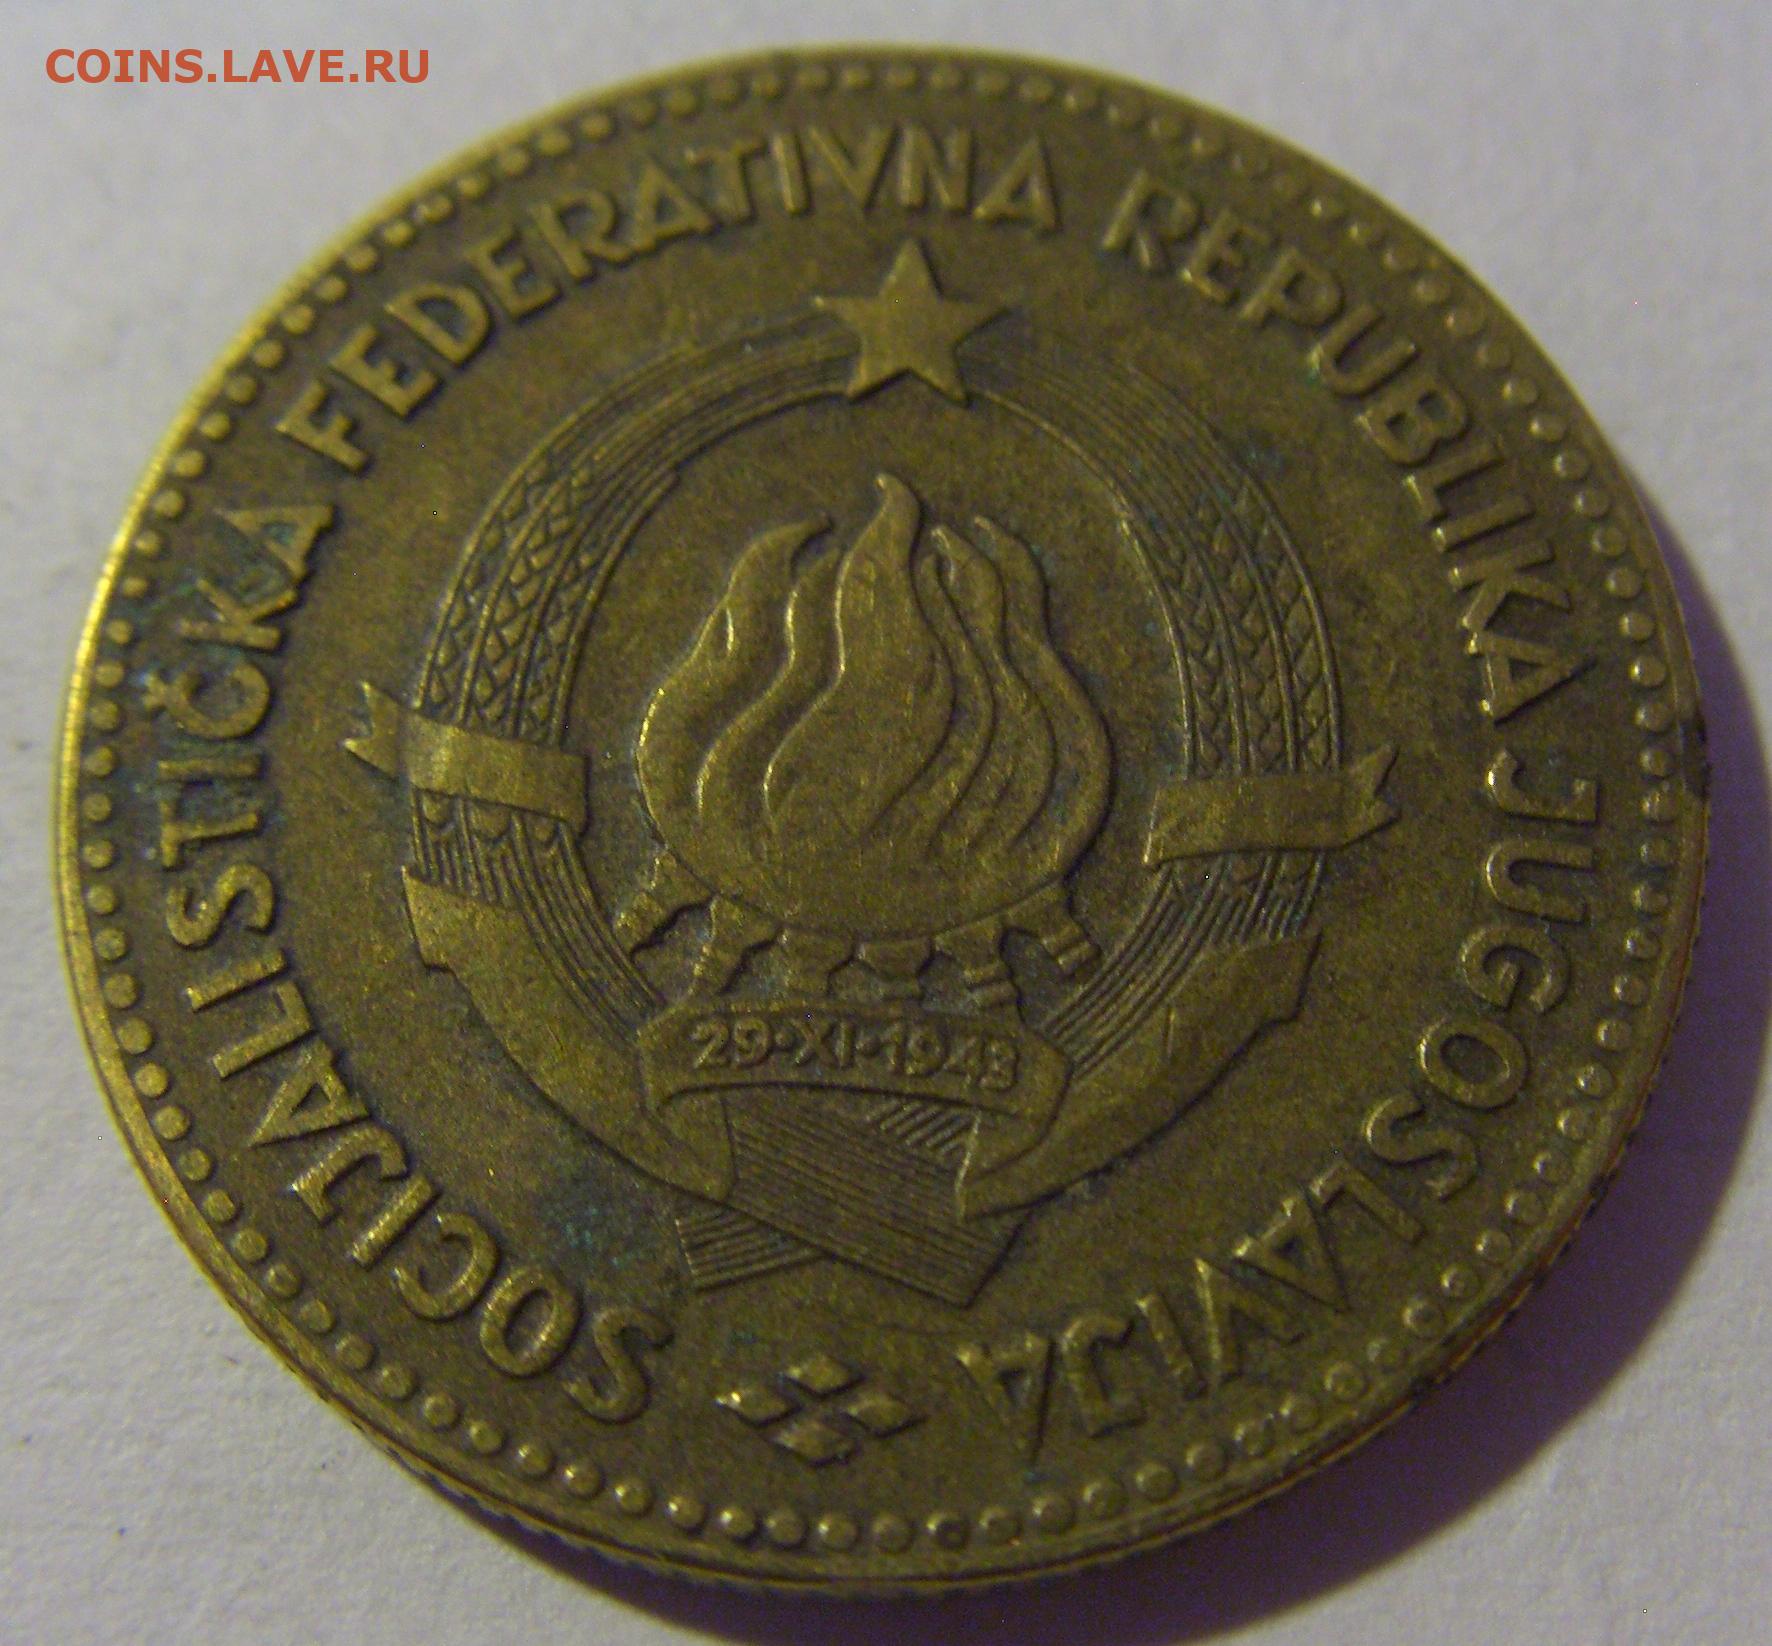 COINS.LAVE.RU
SOCIJALISTIČKA FEDERATIVNA REPUBLIKA JUGOSLAVIJA
29·XI·1943